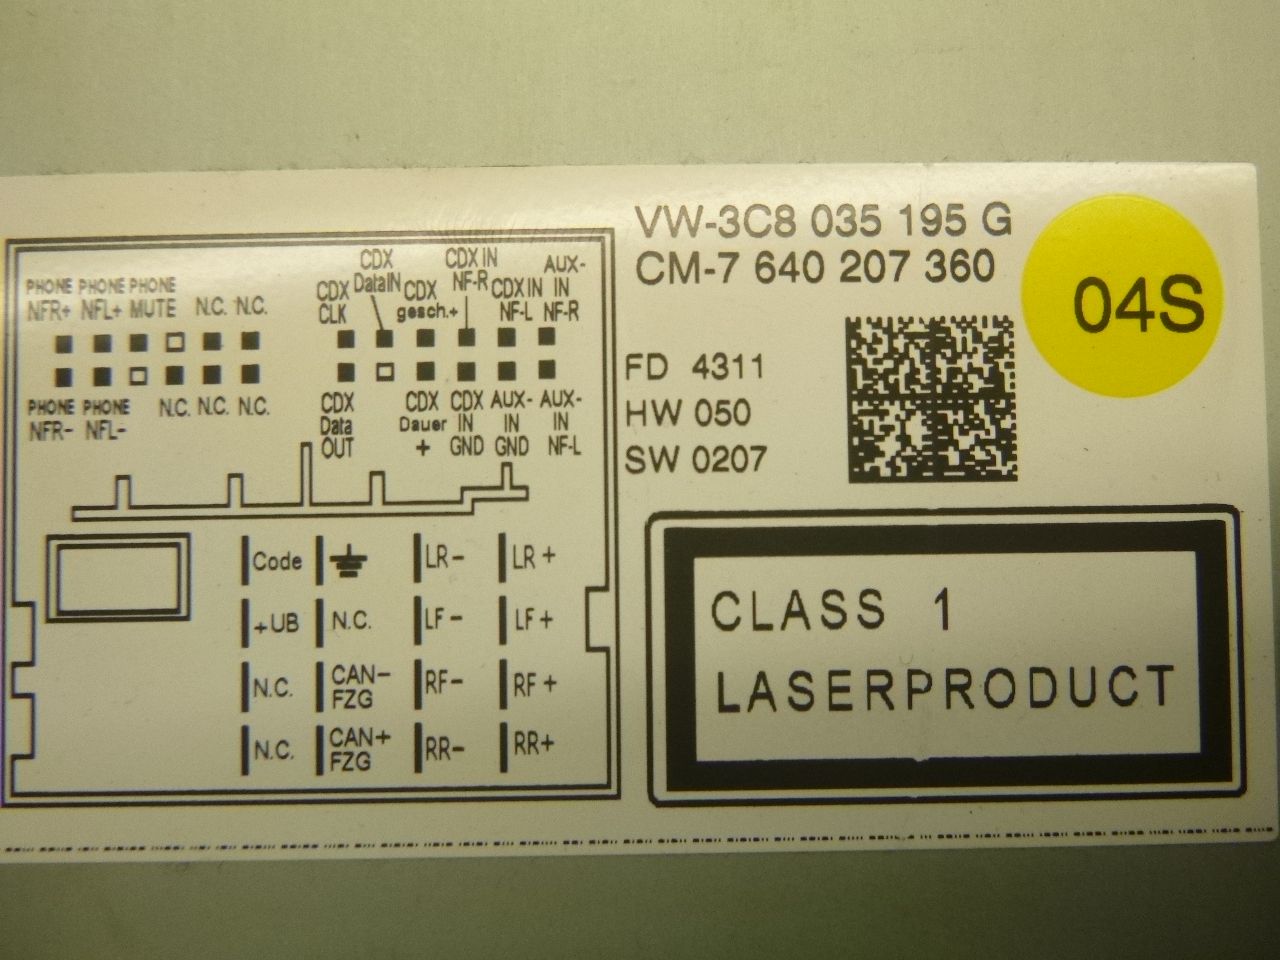 VW-3C8 035 195 G
CM-7 640 207 360
04S
FD 4311
HW 050
SW 0207
CLASS 1
LASERPRODUCT
PHONE PHONE PHONE
NFR+ NFL+ MUTE N.C. N.C.
PHONE PHONE
NFR- NFL- N.C. N.C. N.C.
CDX CLK
CDX DataIN
CDX gesch.+
CDX IN NF-R
CDX IN NF-L
AUX-IN NF-R
CDX Data OUT
CDX Dauer +
CDX IN GND
AUX-IN GND
AUX-IN NF-L
Code LR- LR+
+UB N.C. LF- LF+
N.C. CAN- FZG RF- RF+
N.C. CAN+ FZG RR- RR+